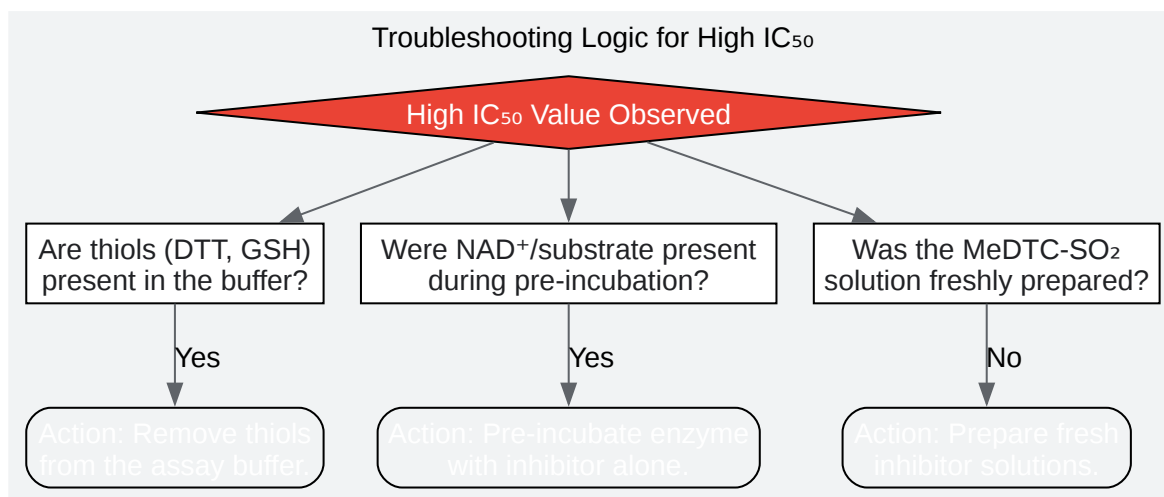 Troubleshooting Logic for High IC₅₀
High IC₅₀ Value Observed
Are thiols (DTT, GSH)
present in the buffer?
Were NAD⁺/substrate present
during pre-incubation?
Was the MeDTC-SO₂
solution freshly prepared?
Yes
Yes
No
Action: Remove thiols
from the assay buffer.
Action: Pre-incubate enzyme
with inhibitor alone.
Action: Prepare fresh
inhibitor solutions.